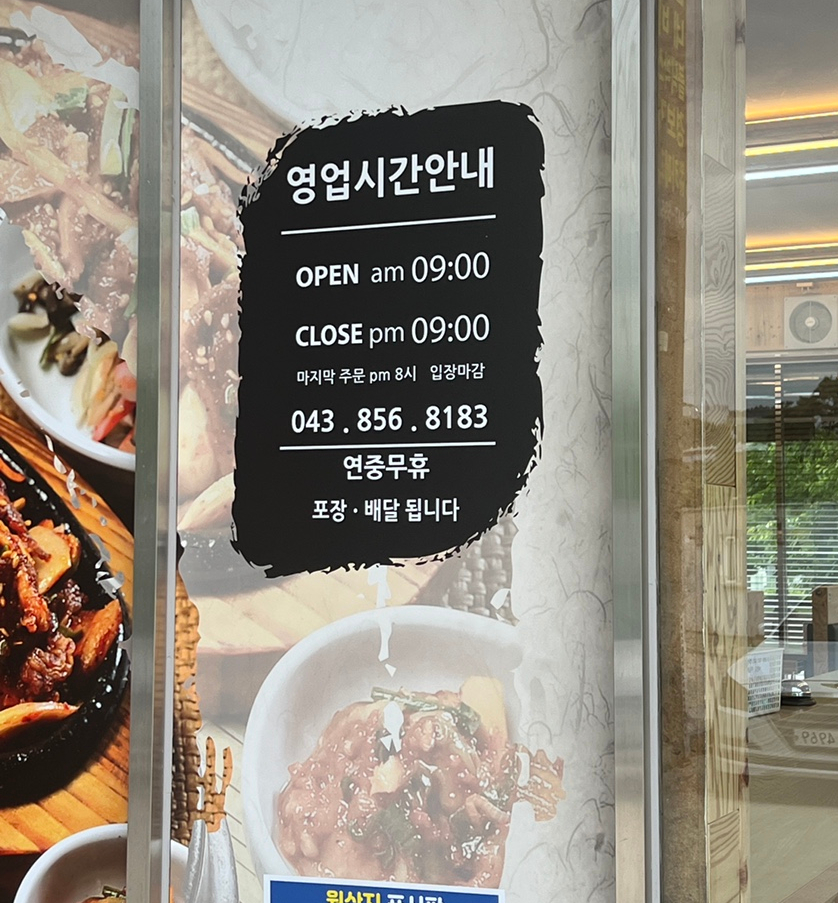 영업시간안내
OPEN am 09:00
CLOSE pm 09:00
마지막 주문 pm 8시 입장마감
043 . 856 . 8183
연중무휴
포장 · 배달 됩니다